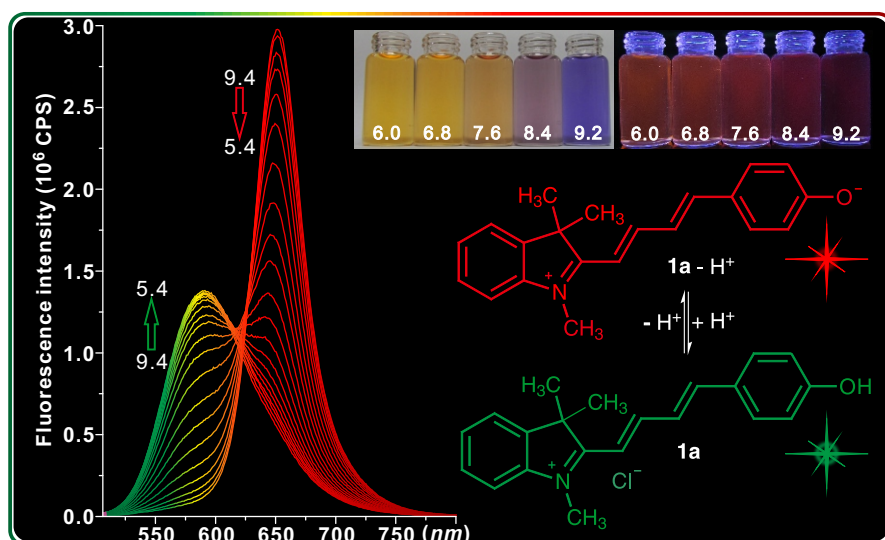 Fluorescence intensity (10⁶ CPS)
3.0
2.5
2.0
1.5
1.0
0.5
0.0
550
600
650
700
750 (nm)
9.4
5.4
5.4
9.4
6.0 6.8 7.6 8.4 9.2
6.0 6.8 7.6 8.4 9.2
H₃C
CH₃
O⁻
N⁺
CH₃
1a - H⁺
- H⁺ + H⁺
H₃C
CH₃
OH
1a
N⁺
Cl⁻
CH₃